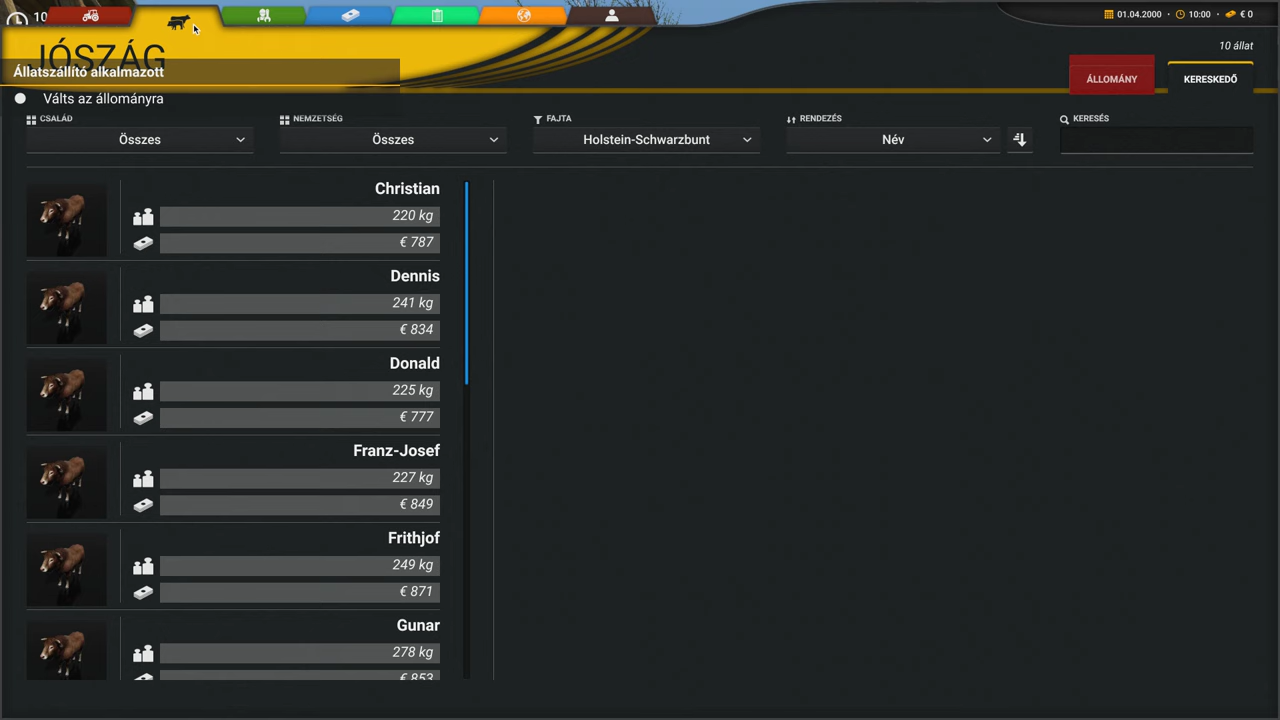 10
01.04.2000 • 10:00 • € 0
JÓSZÁG
10 állat
Állatszállító alkalmazott
ÁLLOMÁNY
KERESKEDŐ
Válts az állományra
CSALÁD
NEMZETSÉG
FAJTA
RENDEZÉS
KERESÉS
Összes
Összes
Holstein-Schwarzbunt
Név
Christian
220 kg
€ 787
Dennis
241 kg
€ 834
Donald
225 kg
€ 777
Franz-Josef
227 kg
€ 849
Frithjof
249 kg
€ 871
Gunar
278 kg
€ 853